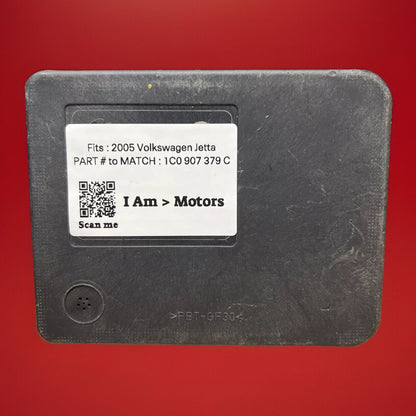 Fits : 2005 Volkswagen Jetta
PART # to MATCH : 1C0 907 379 C
I Am > Motors
Scan me
>PBT-GF30<